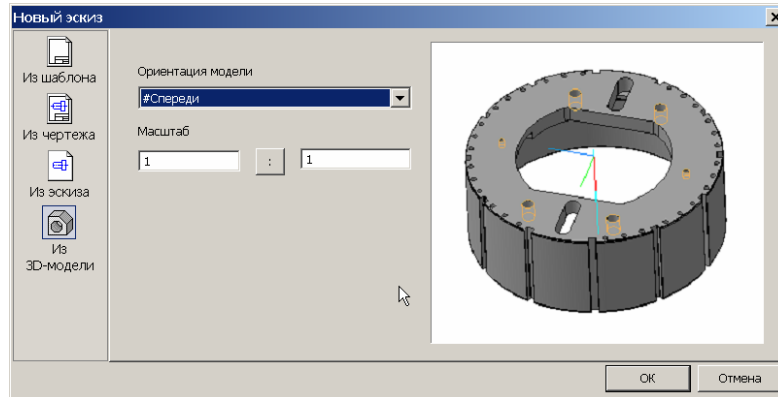 Новый эскиз
Из шаблона
Из чертежа
Из эскиза
Из
3D-модели
Ориентация модели
#Спереди
Масштаб
1 : 1
ОК Отмена